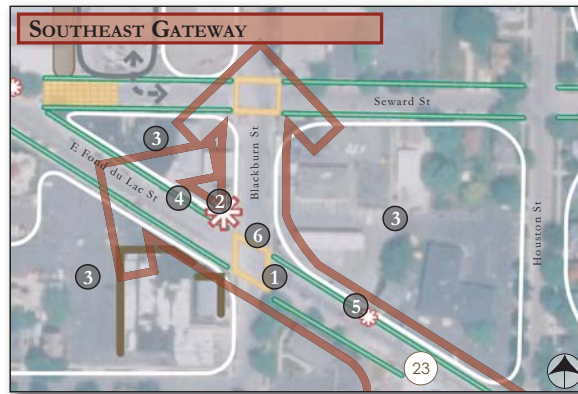 SOUTHEAST GATEWAY
Seward St
Blackburn St
E Fond du Lac St
Houston St
3
4
2
6
3
3
1
5
23